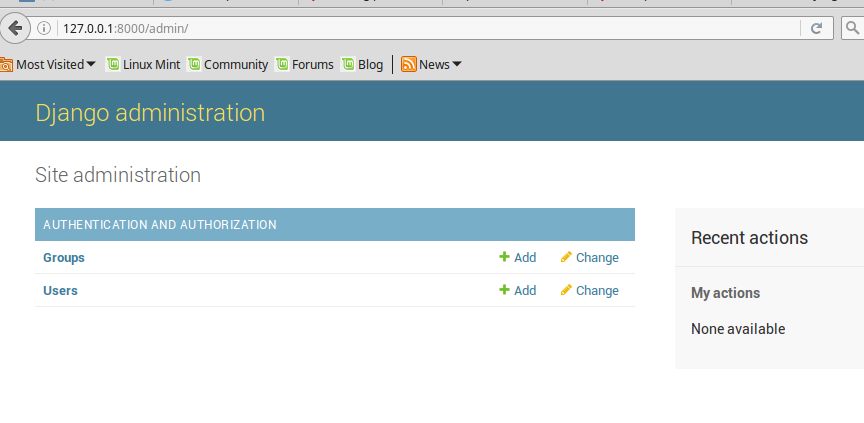 127.0.0.1:8000/admin/
Most Visited Linux Mint Community Forums Blog News
Django administration
Site administration
AUTHENTICATION AND AUTHORIZATION
Groups Add Change
Users Add Change
Recent actions
My actions
None available